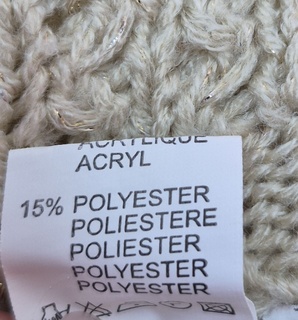 ACRYLIQUE
ACRYL
15% POLYESTER
POLIESTERE
POLIESTER
POLYESTER
POLYESTER